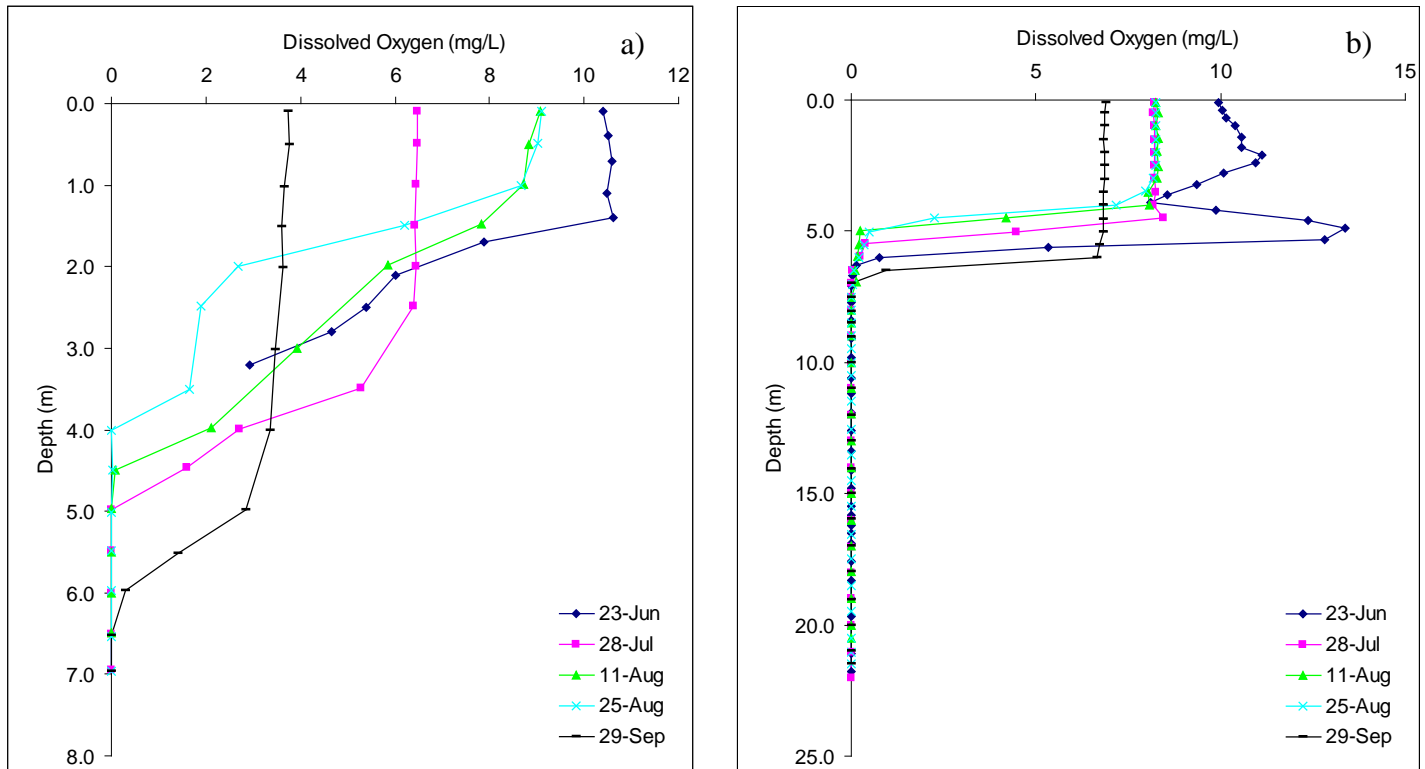 Dissolved Oxygen (mg/L)
a)
0 2 4 6 8 10 12
0.0
1.0
2.0
3.0
4.0
5.0
6.0
7.0
8.0
Depth (m)
23-Jun
28-Jul
11-Aug
25-Aug
29-Sep
Dissolved Oxygen (mg/L)
b)
0 5 10 15
0.0
5.0
10.0
15.0
20.0
25.0
Depth (m)
23-Jun
28-Jul
11-Aug
25-Aug
29-Sep